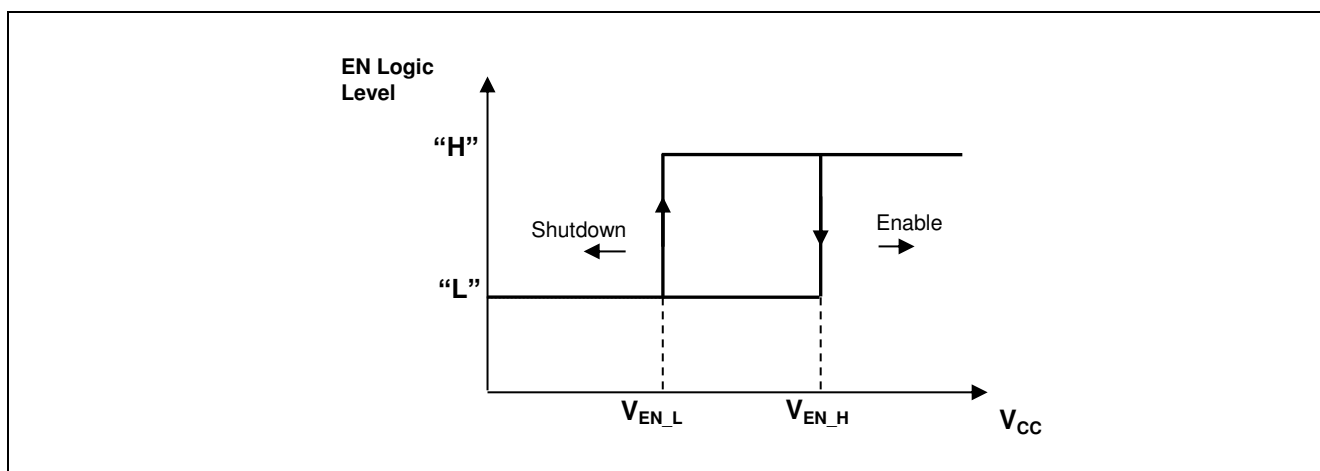 EN Logic
Level
“H”
Shutdown
Enable
“L”
V_EN_L
V_EN_H
V_CC